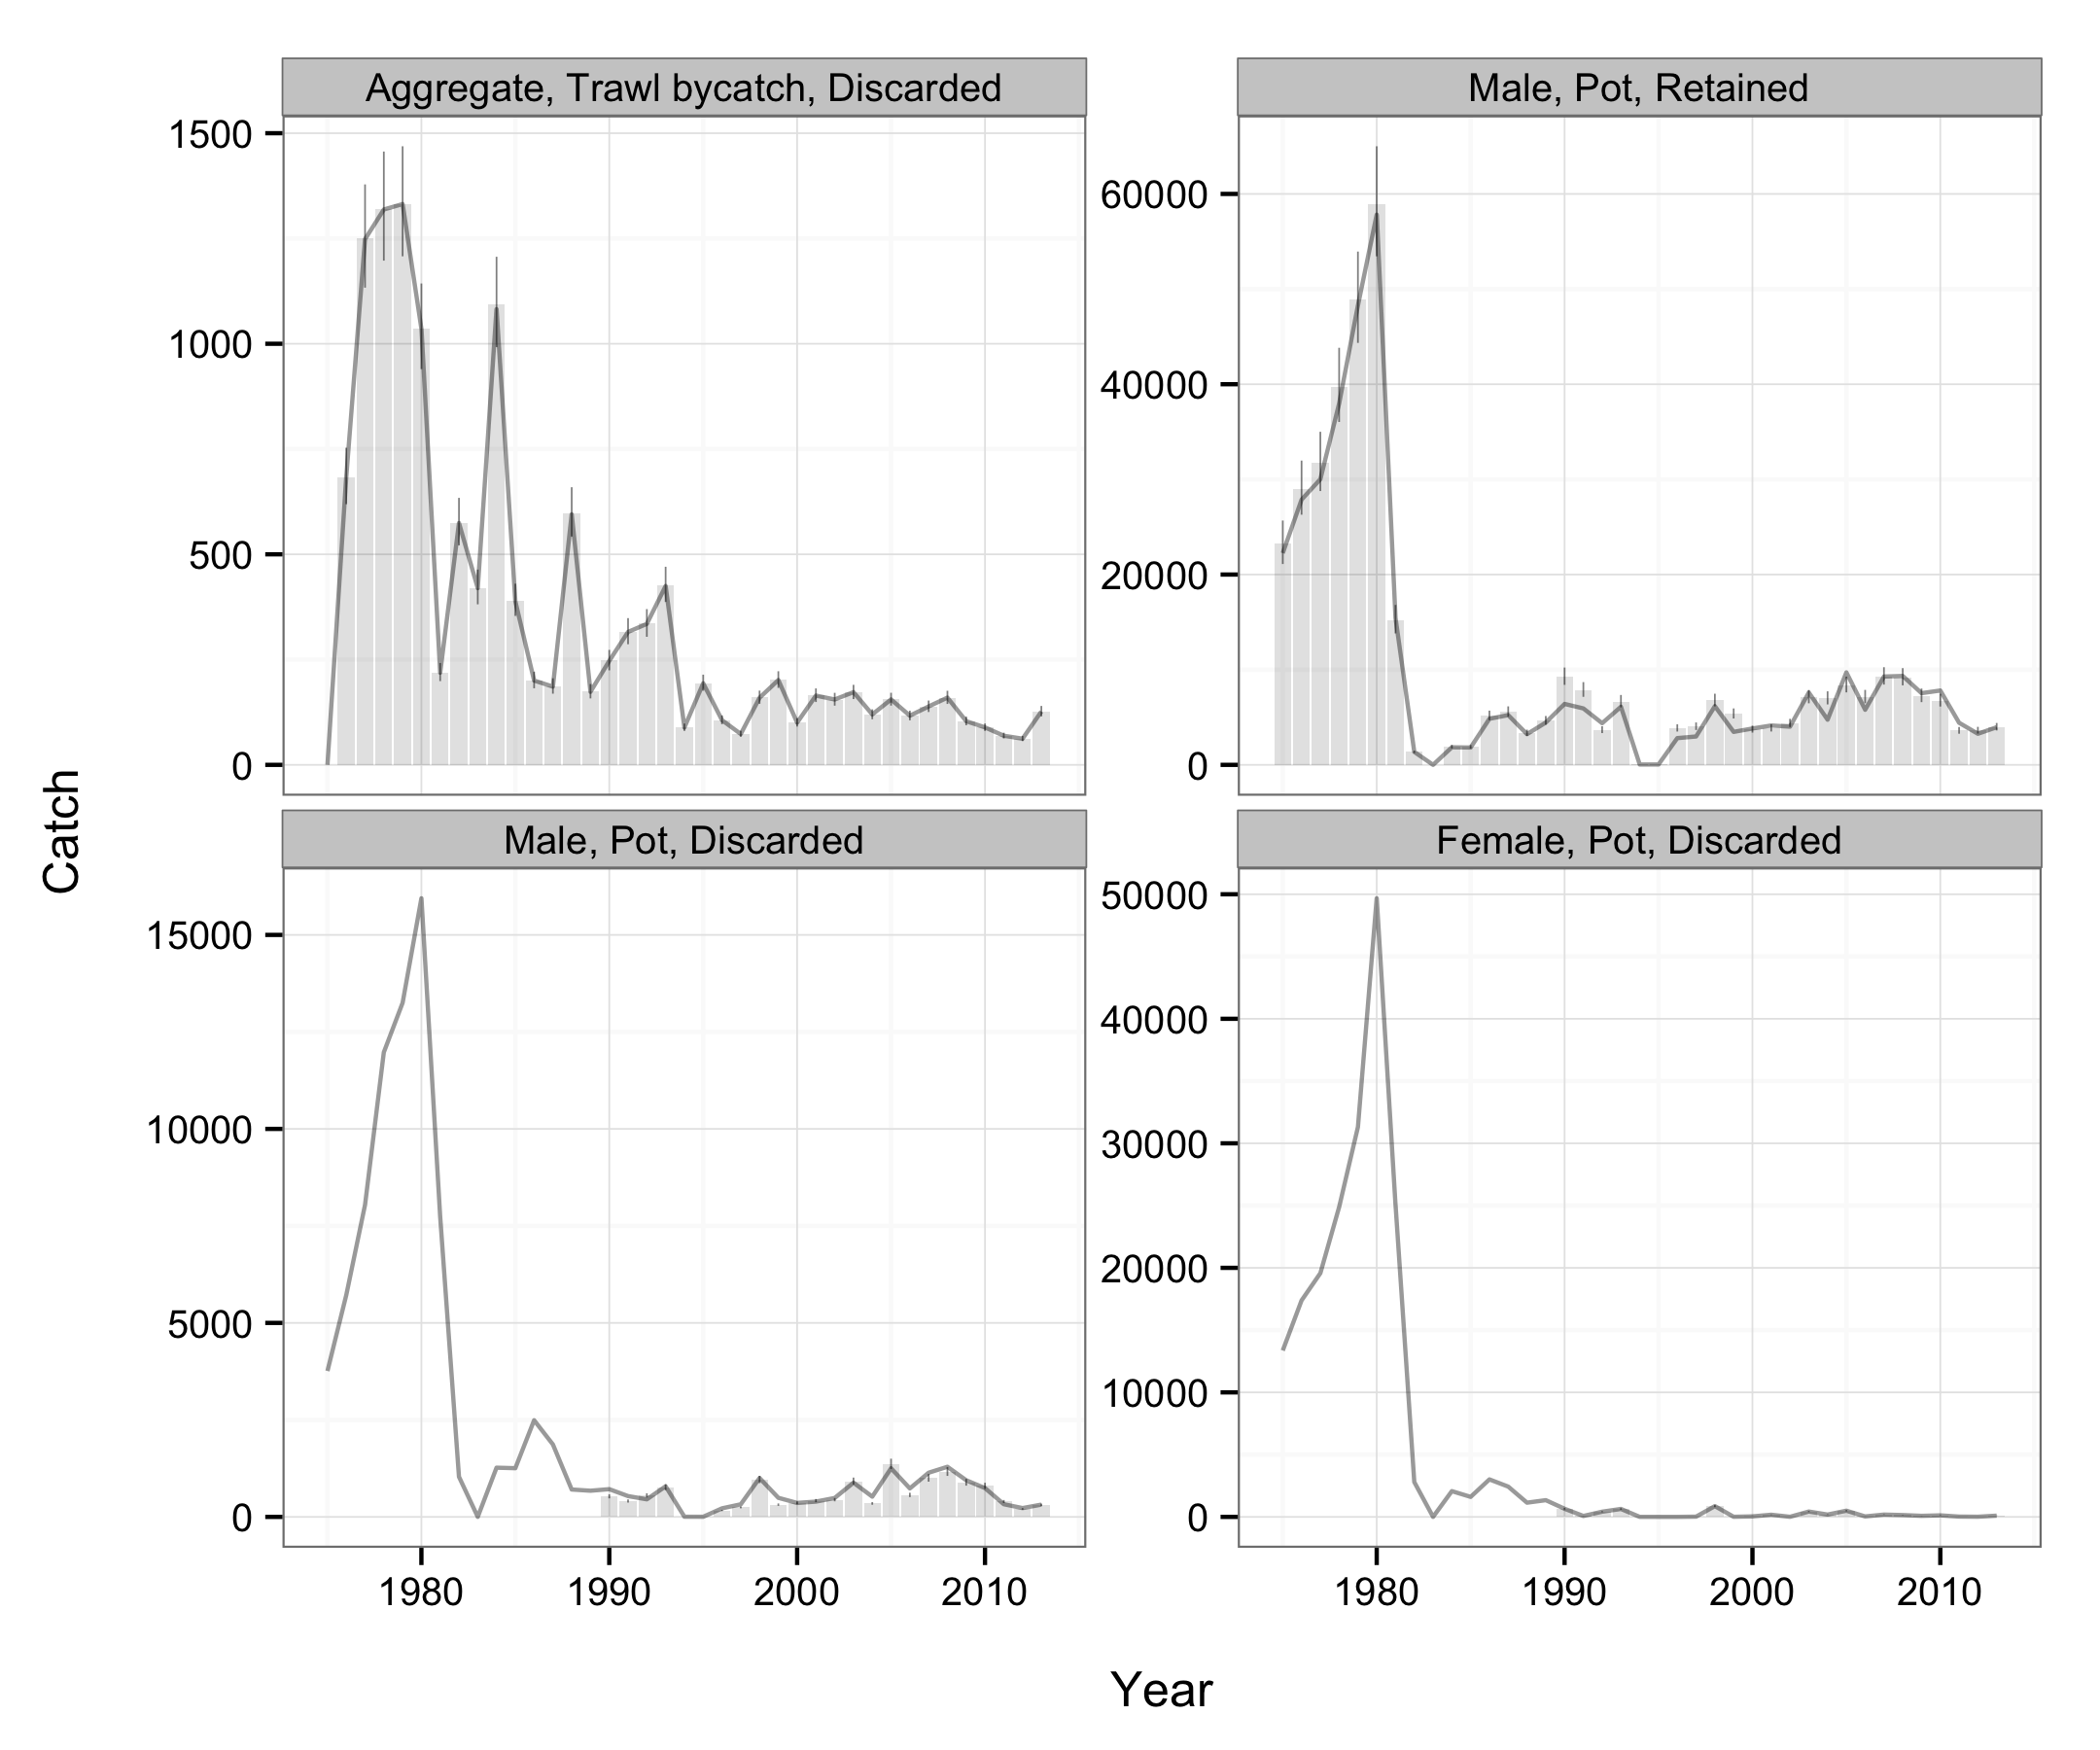 Aggregate, Trawl bycatch, Discarded
Male, Pot, Retained
1500
1000
500
0
60000
40000
20000
0
Catch
Male, Pot, Discarded
Female, Pot, Discarded
15000
10000
5000
0
50000
40000
30000
20000
10000
0
1980 1990 2000 2010
1980 1990 2000 2010
Year